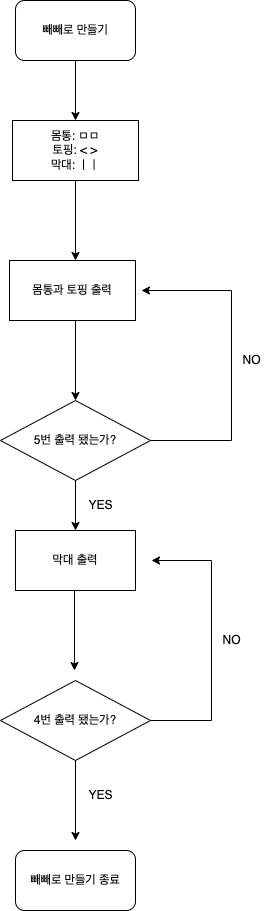 빼빼로 만들기
몸통: ㅁㅁ
토핑: < >
막대: ㅣㅣ
몸통과 토핑 출력
NO
5번 출력 됐는가?
YES
막대 출력
NO
4번 출력 됐는가?
YES
빼빼로 만들기 종료